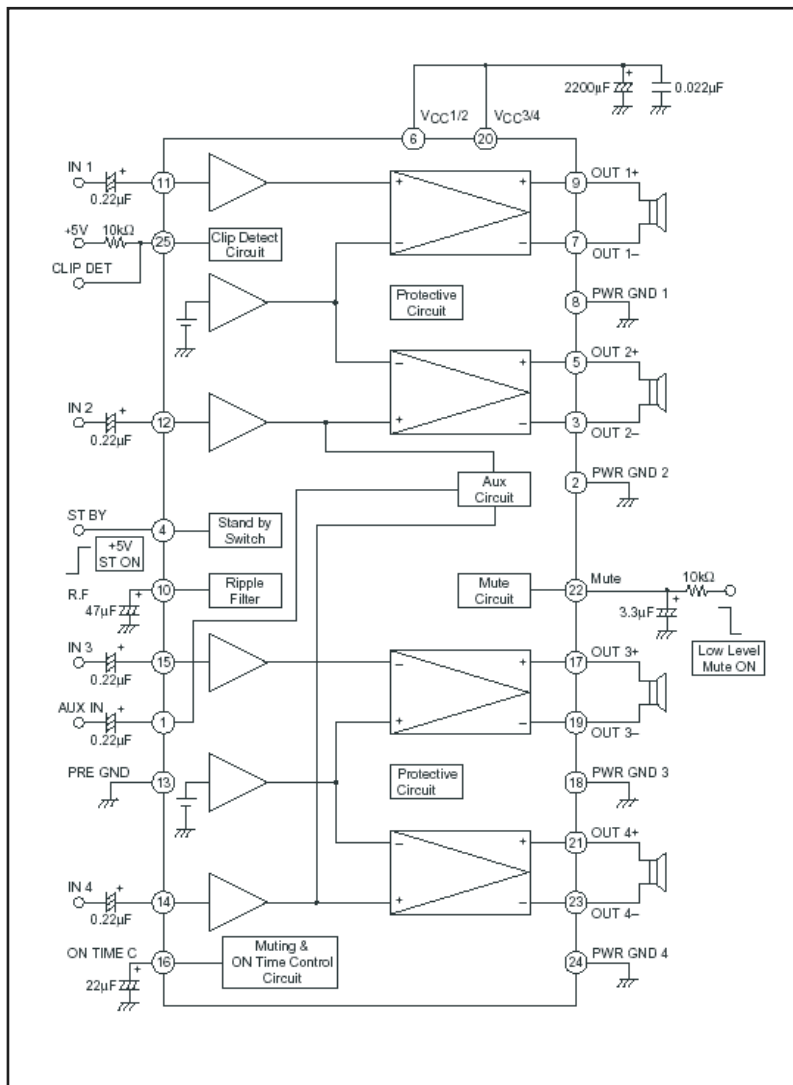 2200µF + 0.022µF
VCC1/2 VCC3/4
6 20
IN 1 + 11 + + 9 OUT 1+
0.22µF
+5V 10kΩ 25 Clip Detect − − 7 OUT 1−
Circuit
CLIP DET
Protective 8 PWR GND 1
Circuit
− + 5 OUT 2+
IN 2 + 12 + − 3 OUT 2−
0.22µF
Aux 2 PWR GND 2
Circuit
ST BY 4 Stand by
Switch
+5V
ST ON
R.F + 10 Ripple Mute 22 Mute 10kΩ
47µF Filter Circuit 3.3µF +
IN 3 + 15 − + 17 OUT 3+ Low Level
0.22µF Mute ON
AUX IN + 1 + − 19 OUT 3−
0.22µF
PRE GND 13 Protective 18 PWR GND 3
Circuit
− + 21 OUT 4+
IN 4 + 14 + − 23 OUT 4−
0.22µF
ON TIME C + 16 Muting & 24 PWR GND 4
22µF ON Time Control
Circuit